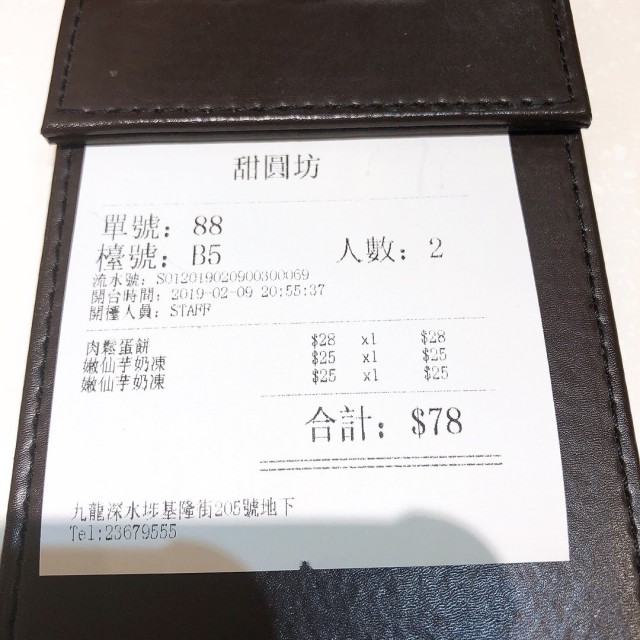 甜圓坊
單號： 88
檯號： B5 人數： 2
流水號： S012019020900300069
開台時間： 2019-02-09 20:55:37
開檯人員： STAFF
肉鬆蛋餅 $28 x1 $28
嫩仙芋奶凍 $25 x1 $25
嫩仙芋奶凍 $25 x1 $25
合計： $78
九龍深水埗基隆街205號地下
Tel:23679555